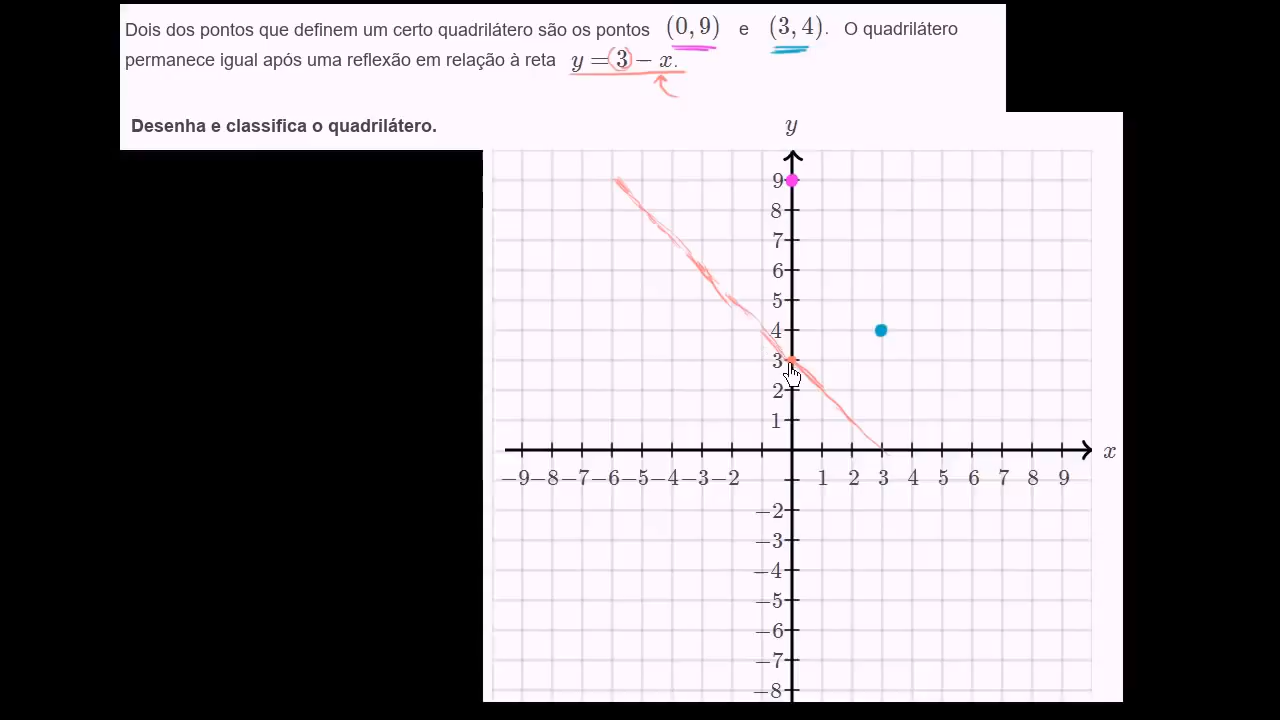 Dois dos pontos que definem um certo quadrilátero são os pontos (0, 9) e (3, 4). O quadrilátero
permanece igual após uma reflexão em relação à reta y = 3 − x.
Desenha e classifica o quadrilátero.
y
9
8
7
6
5
4
3
2
1
x
−9 −8 −7 −6 −5 −4 −3 −2 1 2 3 4 5 6 7 8 9
−2
−3
−4
−5
−6
−7
−8